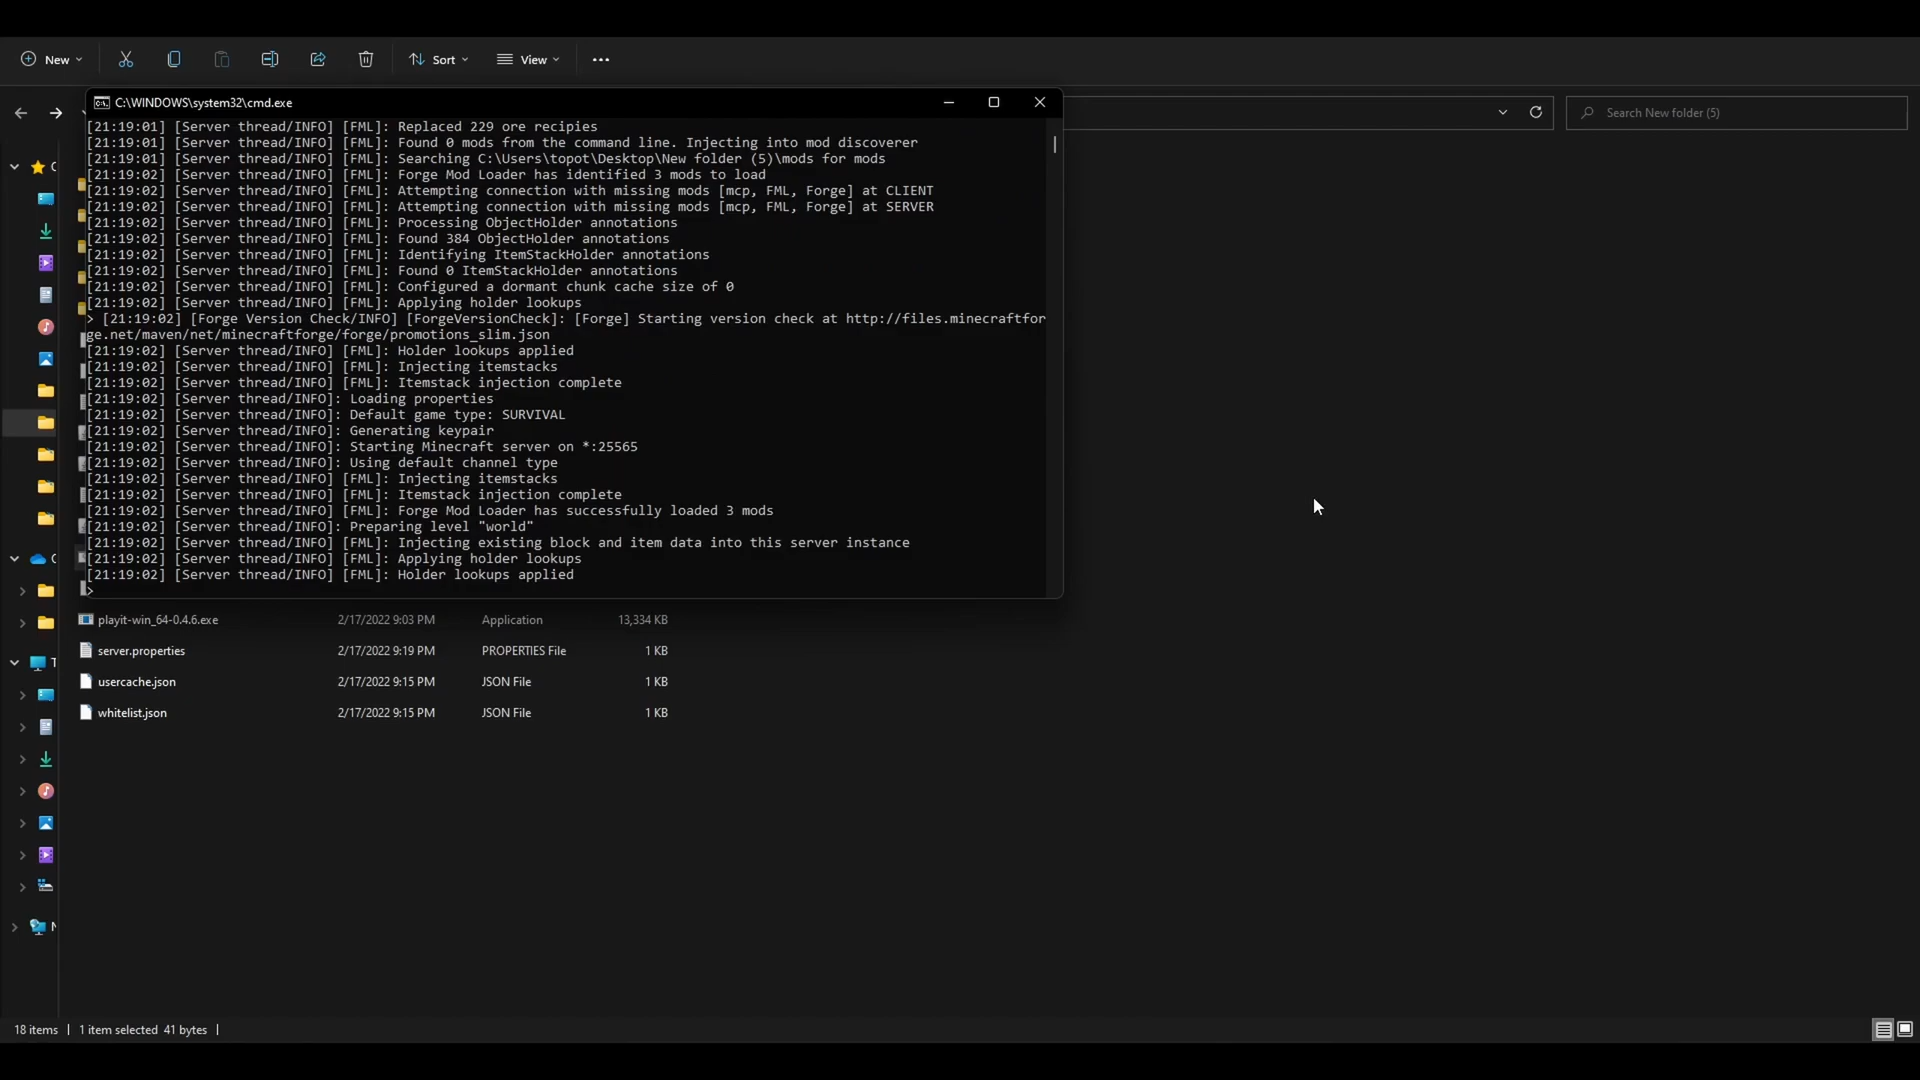 New
Sort
View
C:\WINDOWS\system32\cmd.exe
Search New folder (5)
[21:19:01] [Server thread/INFO] [FML]: Replaced 229 ore recipies
[21:19:01] [Server thread/INFO] [FML]: Found 0 mods from the command line. Injecting into mod discoverer
[21:19:01] [Server thread/INFO] [FML]: Searching C:\Users\topot\Desktop\New folder (5)\mods for mods
[21:19:02] [Server thread/INFO] [FML]: Forge Mod Loader has identified 3 mods to load
[21:19:02] [Server thread/INFO] [FML]: Attempting connection with missing mods [mcp, FML, Forge] at CLIENT
[21:19:02] [Server thread/INFO] [FML]: Attempting connection with missing mods [mcp, FML, Forge] at SERVER
[21:19:02] [Server thread/INFO] [FML]: Processing ObjectHolder annotations
[21:19:02] [Server thread/INFO] [FML]: Found 384 ObjectHolder annotations
[21:19:02] [Server thread/INFO] [FML]: Identifying ItemStackHolder annotations
[21:19:02] [Server thread/INFO] [FML]: Found 0 ItemStackHolder annotations
[21:19:02] [Server thread/INFO] [FML]: Configured a dormant chunk cache size of 0
[21:19:02] [Server thread/INFO] [FML]: Applying holder lookups
> [21:19:02] [Forge Version Check/INFO] [ForgeVersionCheck]: [Forge] Starting version check at http://files.minecraftfor
ge.net/maven/net/minecraftforge/forge/promotions_slim.json
[21:19:02] [Server thread/INFO] [FML]: Holder lookups applied
[21:19:02] [Server thread/INFO] [FML]: Injecting itemstacks
[21:19:02] [Server thread/INFO] [FML]: Itemstack injection complete
[21:19:02] [Server thread/INFO]: Loading properties
[21:19:02] [Server thread/INFO]: Default game type: SURVIVAL
[21:19:02] [Server thread/INFO]: Generating keypair
[21:19:02] [Server thread/INFO]: Starting Minecraft server on *:25565
[21:19:02] [Server thread/INFO]: Using default channel type
[21:19:02] [Server thread/INFO] [FML]: Injecting itemstacks
[21:19:02] [Server thread/INFO] [FML]: Itemstack injection complete
[21:19:02] [Server thread/INFO] [FML]: Forge Mod Loader has successfully loaded 3 mods
[21:19:02] [Server thread/INFO]: Preparing level "world"
[21:19:02] [Server thread/INFO] [FML]: Injecting existing block and item data into this server instance
[21:19:02] [Server thread/INFO] [FML]: Applying holder lookups
[21:19:02] [Server thread/INFO] [FML]: Holder lookups applied
>
playit-win_64-0.4.6.exe 2/17/2022 9:03 PM Application 13,334 KB
server.properties 2/17/2022 9:19 PM PROPERTIES File 1 KB
usercache.json 2/17/2022 9:15 PM JSON File 1 KB
whitelist.json 2/17/2022 9:15 PM JSON File 1 KB
18 items | 1 item selected 41 bytes |